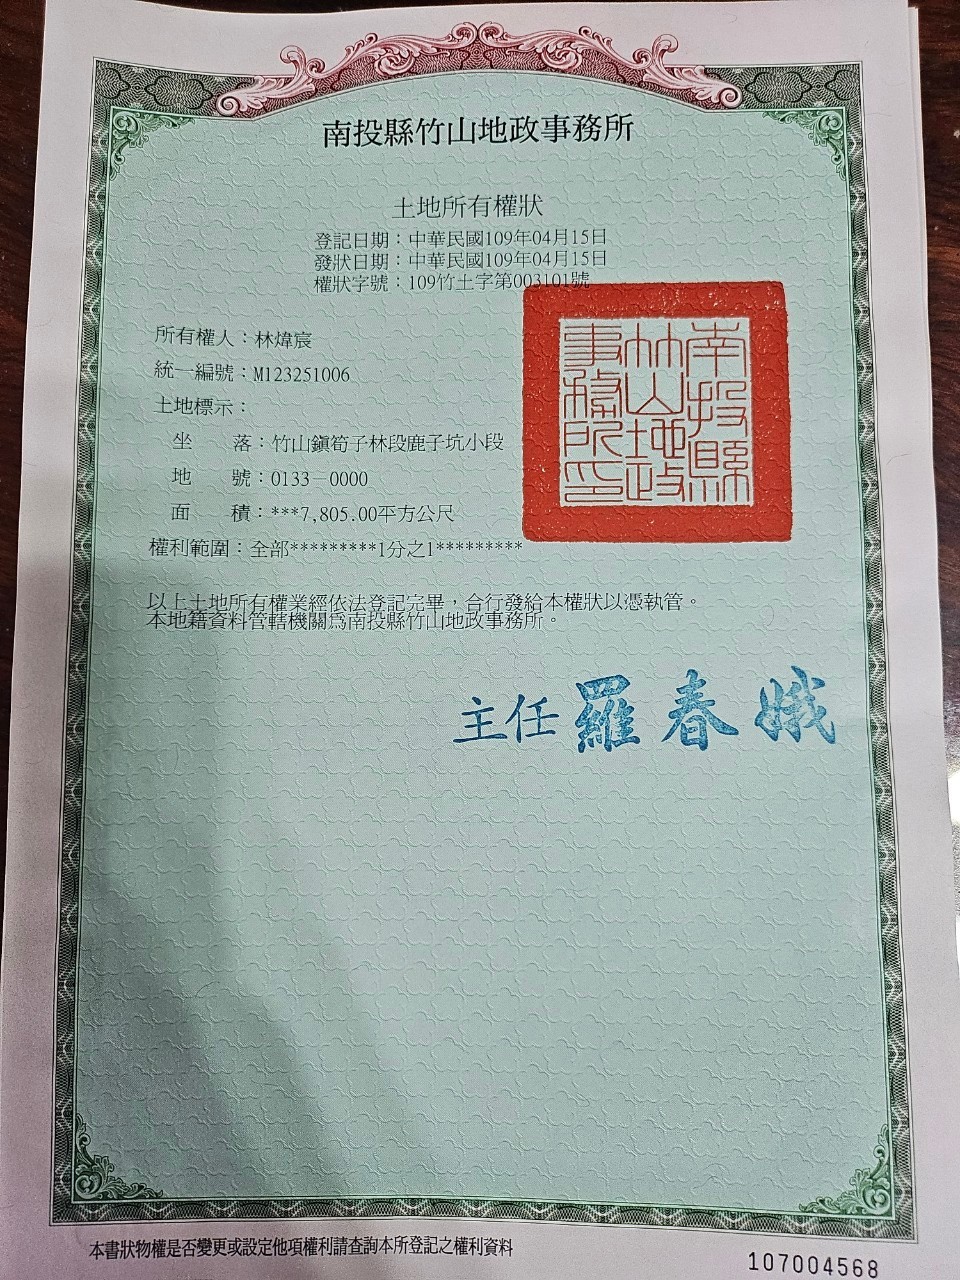 南投縣竹山地政事務所
土地所有權狀
登記日期：中華民國109年04月15日
發狀日期：中華民國109年04月15日
權狀字號：109竹土字第003101號
所有權人：林煒宸
統一編號：M123251006
土地標示：
坐　　落：竹山鎮筍子林段鹿子坑小段
地　　號：0133－0000
面　　積：***7,805.00平方公尺
權利範圍：全部*********1分之1*********
南投縣
竹山地政
事務所印
以上土地所有權業經依法登記完畢，合行發給本權狀以憑執管。
本地籍資料管轄機關為南投縣竹山地政事務所。
主任 羅春娥
本書狀物權是否變更或設定他項權利請查詢本所登記之權利資料
107004568